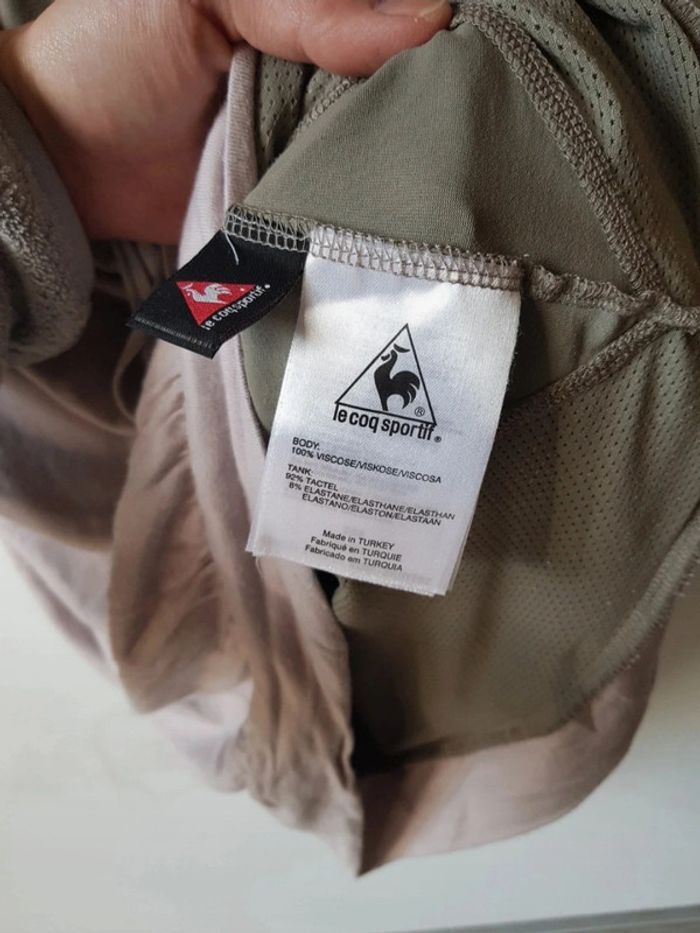 le coq sportif®
®
le coq sportif®
BODY:
100% VISCOSE/VISKOSE/VISCOSA
TANK:
92% TACTEL
8% ELASTANE/ELASTHANE/ELASTHAN
ELASTANO/ELASTON/ELASTAAN
Made in TURKEY
Fabriqué en TURQUIE
Fabricado em TURQUIA